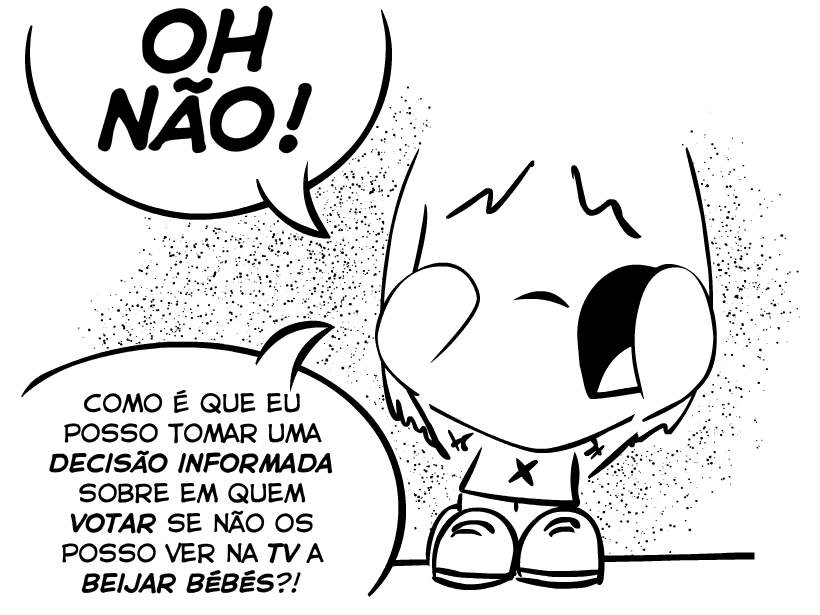 OH
NÃO!
COMO É QUE EU
POSSO TOMAR UMA
DECISÃO INFORMADA
SOBRE EM QUEM
VOTAR SE NÃO OS
POSSO VER NA TV A
BEIJAR BÉBÉS?!